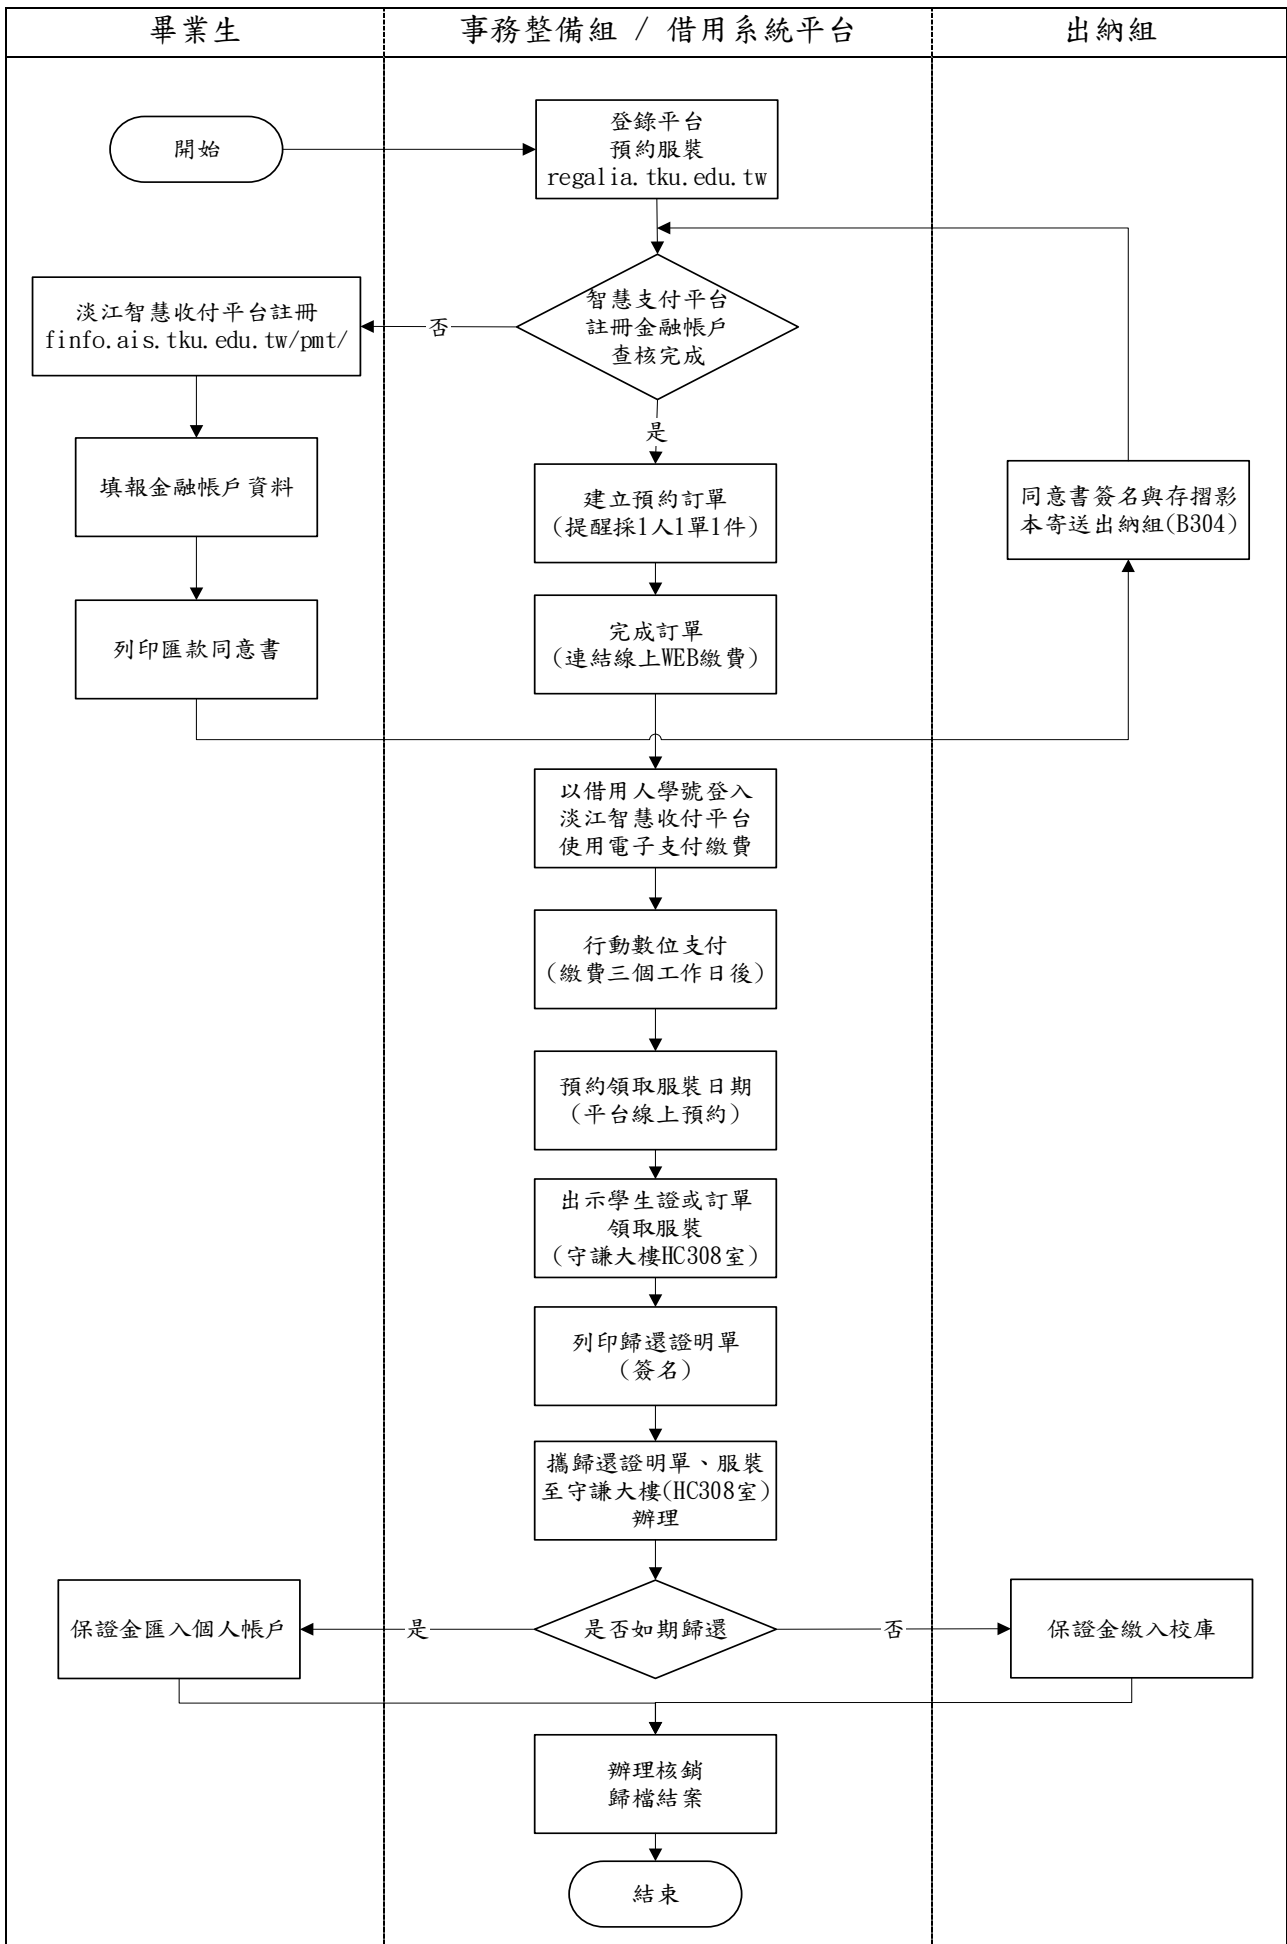 畢業生
事務整備組 / 借用系統平台
出納組
開始
登錄平台
預約服裝
regalia.tku.edu.tw
智慧支付平台
註冊金融帳戶
查核完成
否
淡江智慧收付平台註冊
finfo.ais.tku.edu.tw/pmt/
填報金融帳戶資料
列印匯款同意書
同意書簽名與存摺影
本寄送出納組(B304)
是
建立預約訂單
(提醒採1人1單1件)
完成訂單
(連結線上WEB繳費)
以借用人學號登入
淡江智慧收付平台
使用電子支付繳費
行動數位支付
(繳費三個工作日後)
預約領取服裝日期
(平台線上預約)
出示學生證或訂單
領取服裝
(守謙大樓HC308室)
列印歸還證明單
(簽名)
攜歸還證明單、服裝
至守謙大樓(HC308室)
辦理
是否如期歸還
是
保證金匯入個人帳戶
否
保證金繳入校庫
辦理核銷
歸檔結案
結束